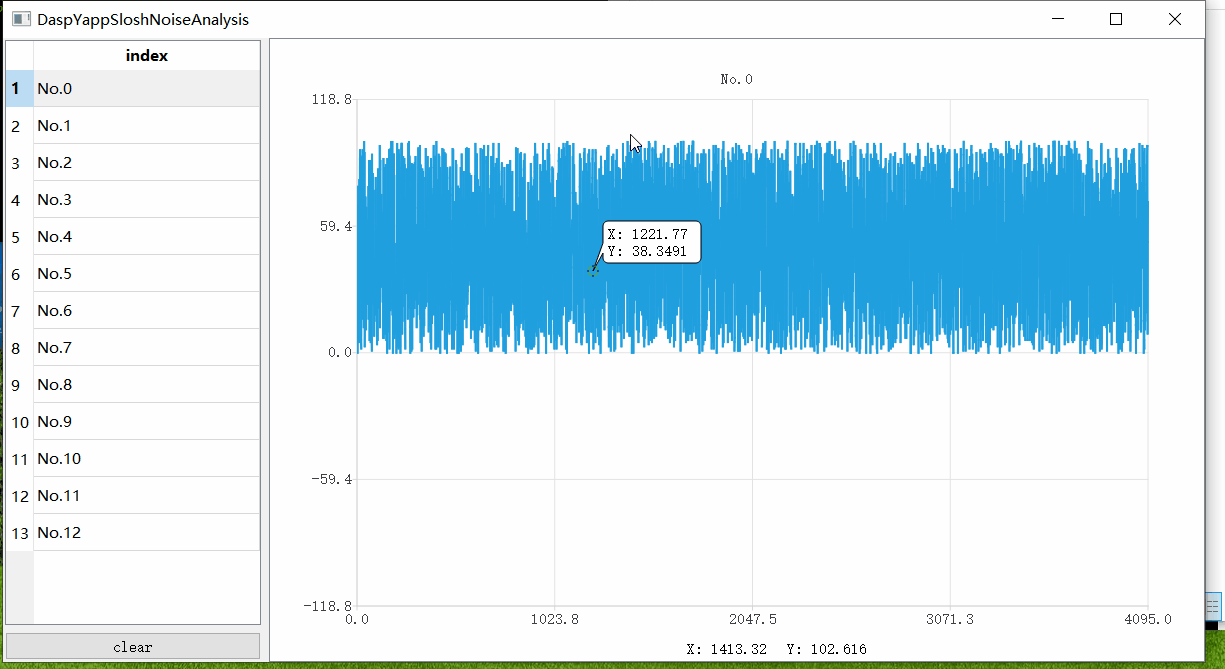 DaspYappSloshNoiseAnalysis
index
1 No.0
2 No.1
3 No.2
4 No.3
5 No.4
6 No.5
7 No.6
8 No.7
9 No.8
10 No.9
11 No.10
12 No.11
13 No.12
clear
No.0
118.8
59.4
0.0
-59.4
-118.8
X: 1221.77
Y: 38.3491
0.0 1023.8 2047.5 3071.3 4095.0
X: 1413.32 Y: 102.616